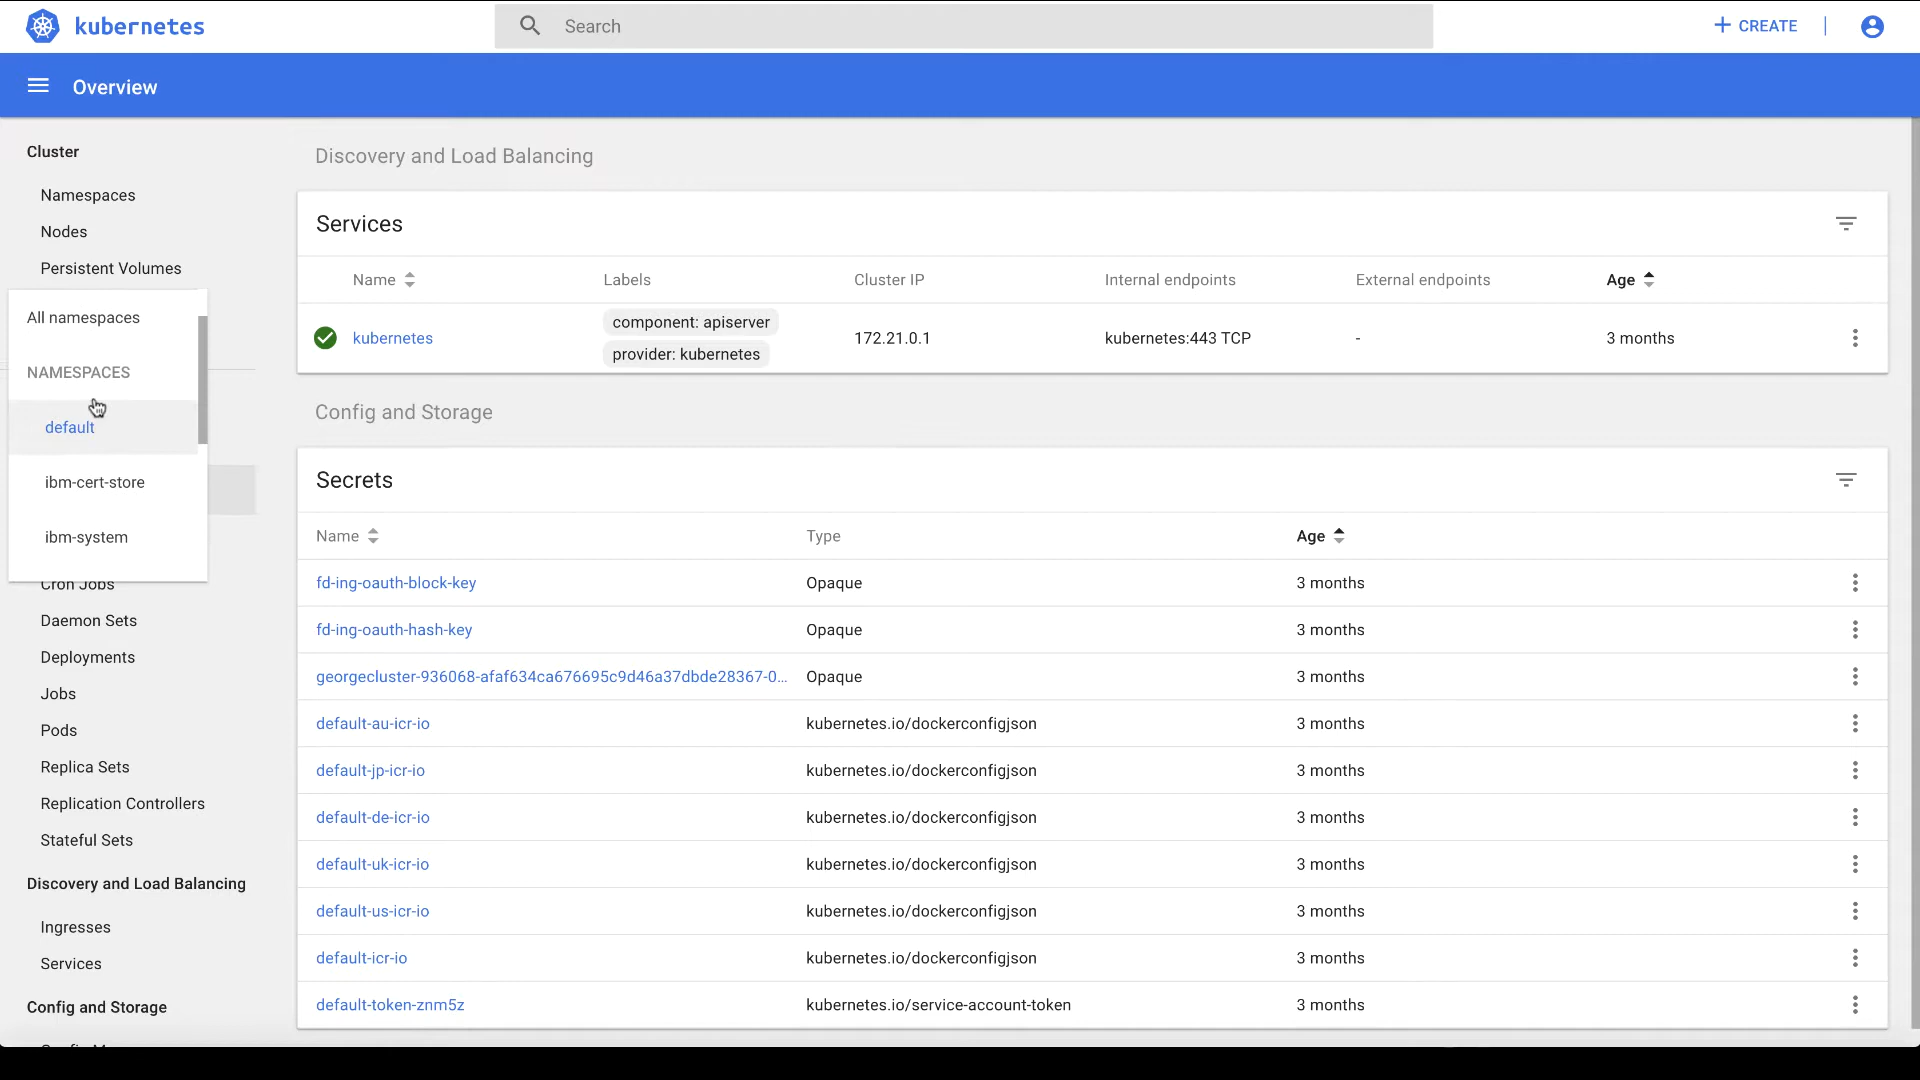 kubernetes
Search
CREATE
Overview
Cluster
Namespaces
Nodes
Persistent Volumes
All namespaces
NAMESPACES
default
ibm-cert-store
ibm-system
Cron Jobs
Daemon Sets
Deployments
Jobs
Pods
Replica Sets
Replication Controllers
Stateful Sets
Discovery and Load Balancing
Ingresses
Services
Config and Storage
Discovery and Load Balancing
Services
Name Labels Cluster IP Internal endpoints External endpoints Age
kubernetes component: apiserver provider: kubernetes 172.21.0.1 kubernetes:443 TCP - 3 months
Config and Storage
Secrets
Name Type Age
fd-ing-oauth-block-key Opaque 3 months
fd-ing-oauth-hash-key Opaque 3 months
georgecluster-936068-afaf634ca676695c9d46a37dbde28367-0... Opaque 3 months
default-au-icr-io kubernetes.io/dockerconfigjson 3 months
default-jp-icr-io kubernetes.io/dockerconfigjson 3 months
default-de-icr-io kubernetes.io/dockerconfigjson 3 months
default-uk-icr-io kubernetes.io/dockerconfigjson 3 months
default-us-icr-io kubernetes.io/dockerconfigjson 3 months
default-icr-io kubernetes.io/dockerconfigjson 3 months
default-token-znm5z kubernetes.io/service-account-token 3 months